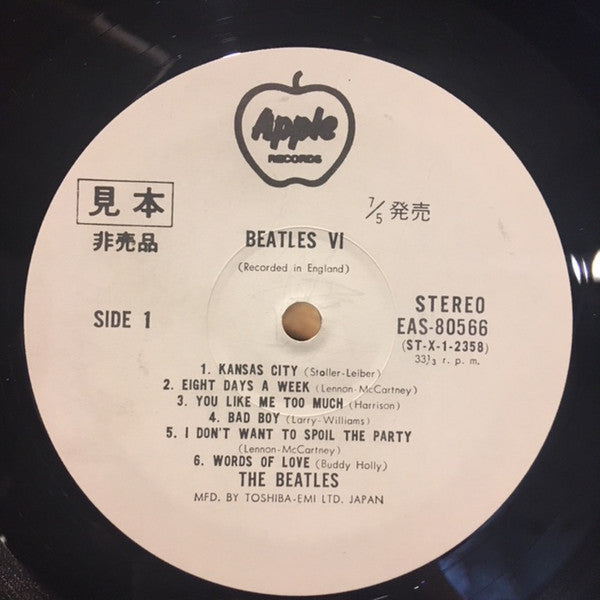 Apple
RECORDS
見本
非売品
7/5 発売
BEATLES VI
(Recorded in England)
SIDE 1
STEREO
EAS-80566
(ST-X-1-2358)
33⅓ r. p. m.
1. KANSAS CITY (Stoller-Leiber)
2. EIGHT DAYS A WEEK (Lennon-McCartney)
3. YOU LIKE ME TOO MUCH (Harrison)
4. BAD BOY (Larry-Williams)
5. I DON'T WANT TO SPOIL THE PARTY
(Lennon-McCartney)
6. WORDS OF LOVE (Buddy Holly)
THE BEATLES
MFD. BY TOSHIBA-EMI LTD. JAPAN